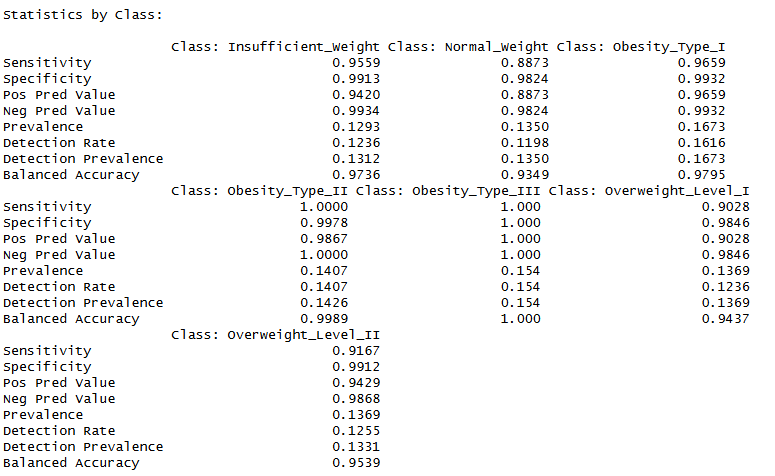 Statistics by Class:
Class: Insufficient_Weight Class: Normal_Weight Class: Obesity_Type_I
Sensitivity 0.9559 0.8873 0.9659
Specificity 0.9913 0.9824 0.9932
Pos Pred Value 0.9420 0.8873 0.9659
Neg Pred Value 0.9934 0.9824 0.9932
Prevalence 0.1293 0.1350 0.1673
Detection Rate 0.1236 0.1198 0.1616
Detection Prevalence 0.1312 0.1350 0.1673
Balanced Accuracy 0.9736 0.9349 0.9795
Class: Obesity_Type_II Class: Obesity_Type_III Class: Overweight_Level_I
Sensitivity 1.0000 1.000 0.9028
Specificity 0.9978 1.000 0.9846
Pos Pred Value 0.9867 1.000 0.9028
Neg Pred Value 1.0000 1.000 0.9846
Prevalence 0.1407 0.154 0.1369
Detection Rate 0.1407 0.154 0.1236
Detection Prevalence 0.1426 0.154 0.1369
Balanced Accuracy 0.9989 1.000 0.9437
Class: Overweight_Level_II
Sensitivity 0.9167
Specificity 0.9912
Pos Pred Value 0.9429
Neg Pred Value 0.9868
Prevalence 0.1369
Detection Rate 0.1255
Detection Prevalence 0.1331
Balanced Accuracy 0.9539